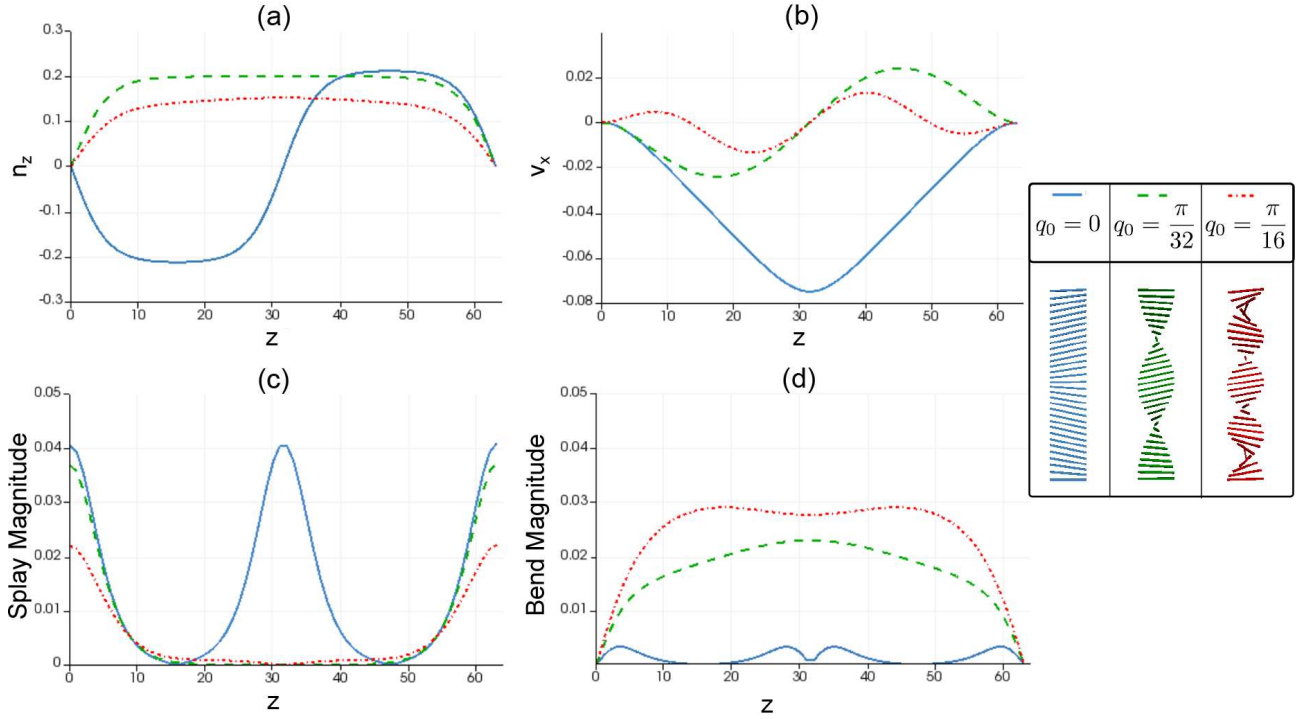 (a)
0.3
0.2
0.1
0
-0.1
-0.2
-0.3
n_z
0 10 20 30 40 50 60
z
(b)
0.02
0
-0.02
-0.04
-0.06
-0.08
v_x
0 10 20 30 40 50 60
z
(c)
0.05
0.04
0.03
0.02
0.01
0
Splay Magnitude
0 10 20 30 40 50 60
z
(d)
0.05
0.04
0.03
0.02
0.01
Bend Magnitude
0 10 20 30 40 50 60
z
q_0 = 0 q_0 = π/32 q_0 = π/16